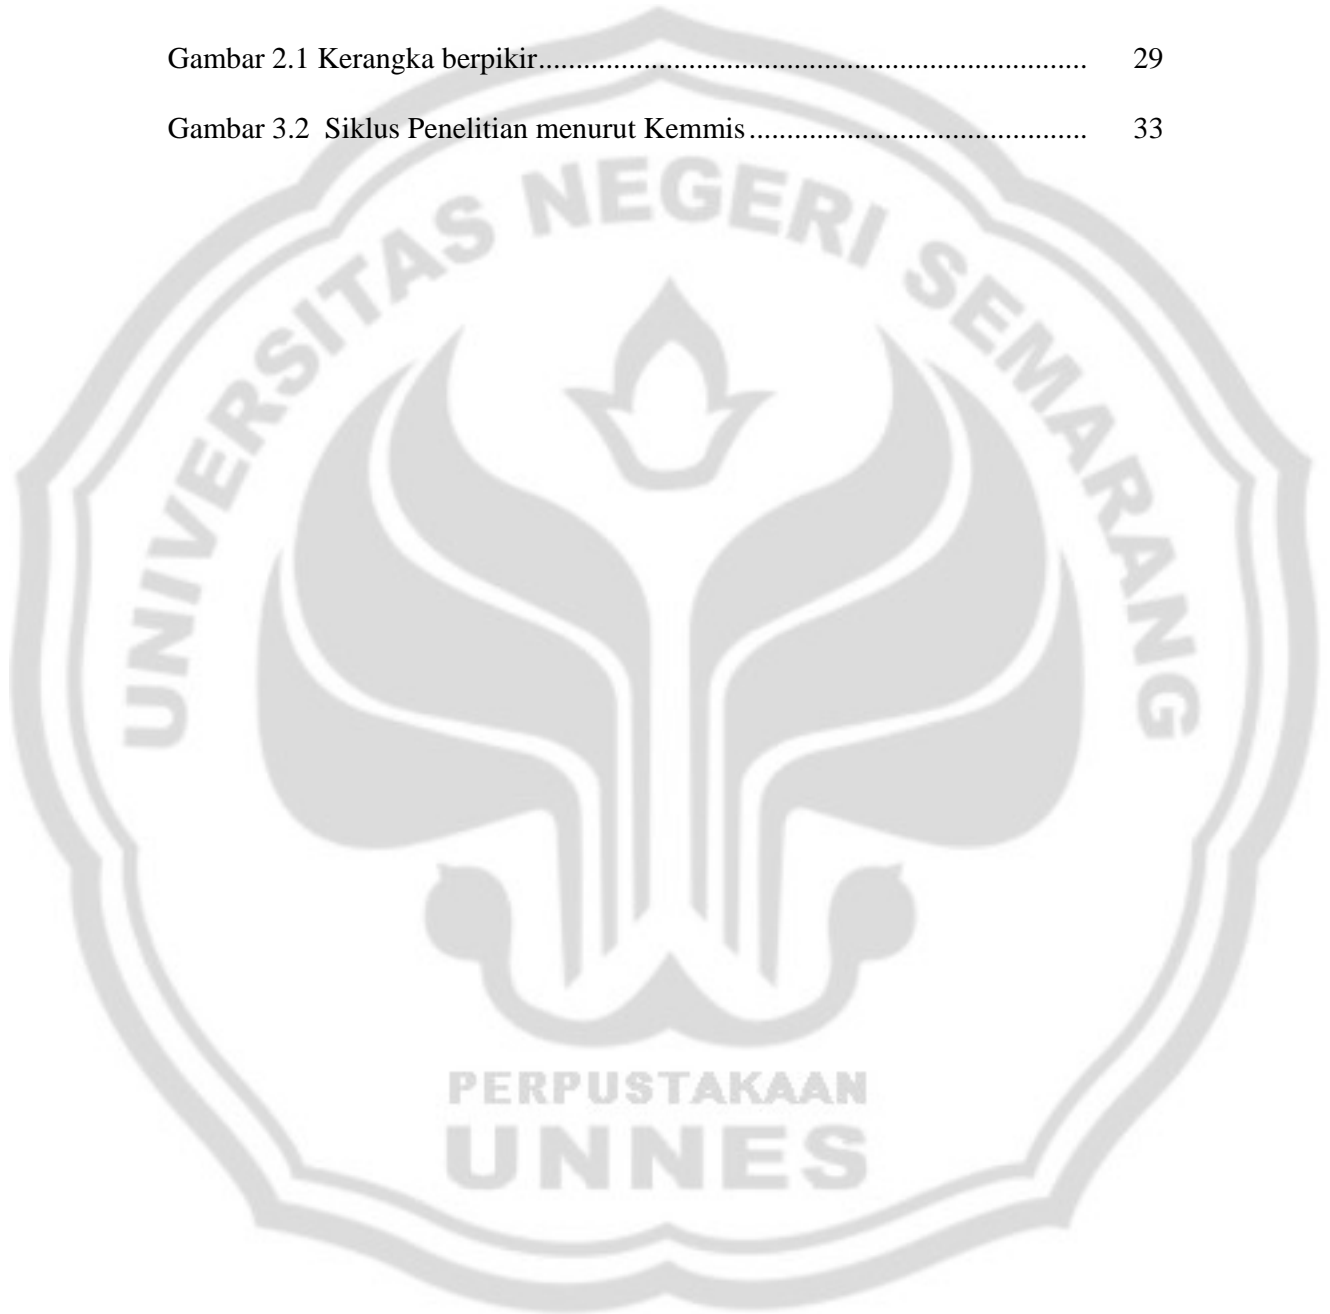 Gambar 2.1 Kerangka berpikir......................................................................... 29
Gambar 3.2 Siklus Penelitian menurut Kemmis ............................................. 33
UNIVERSITAS NEGERI SEMARANG
PERPUSTAKAAN
UNNES